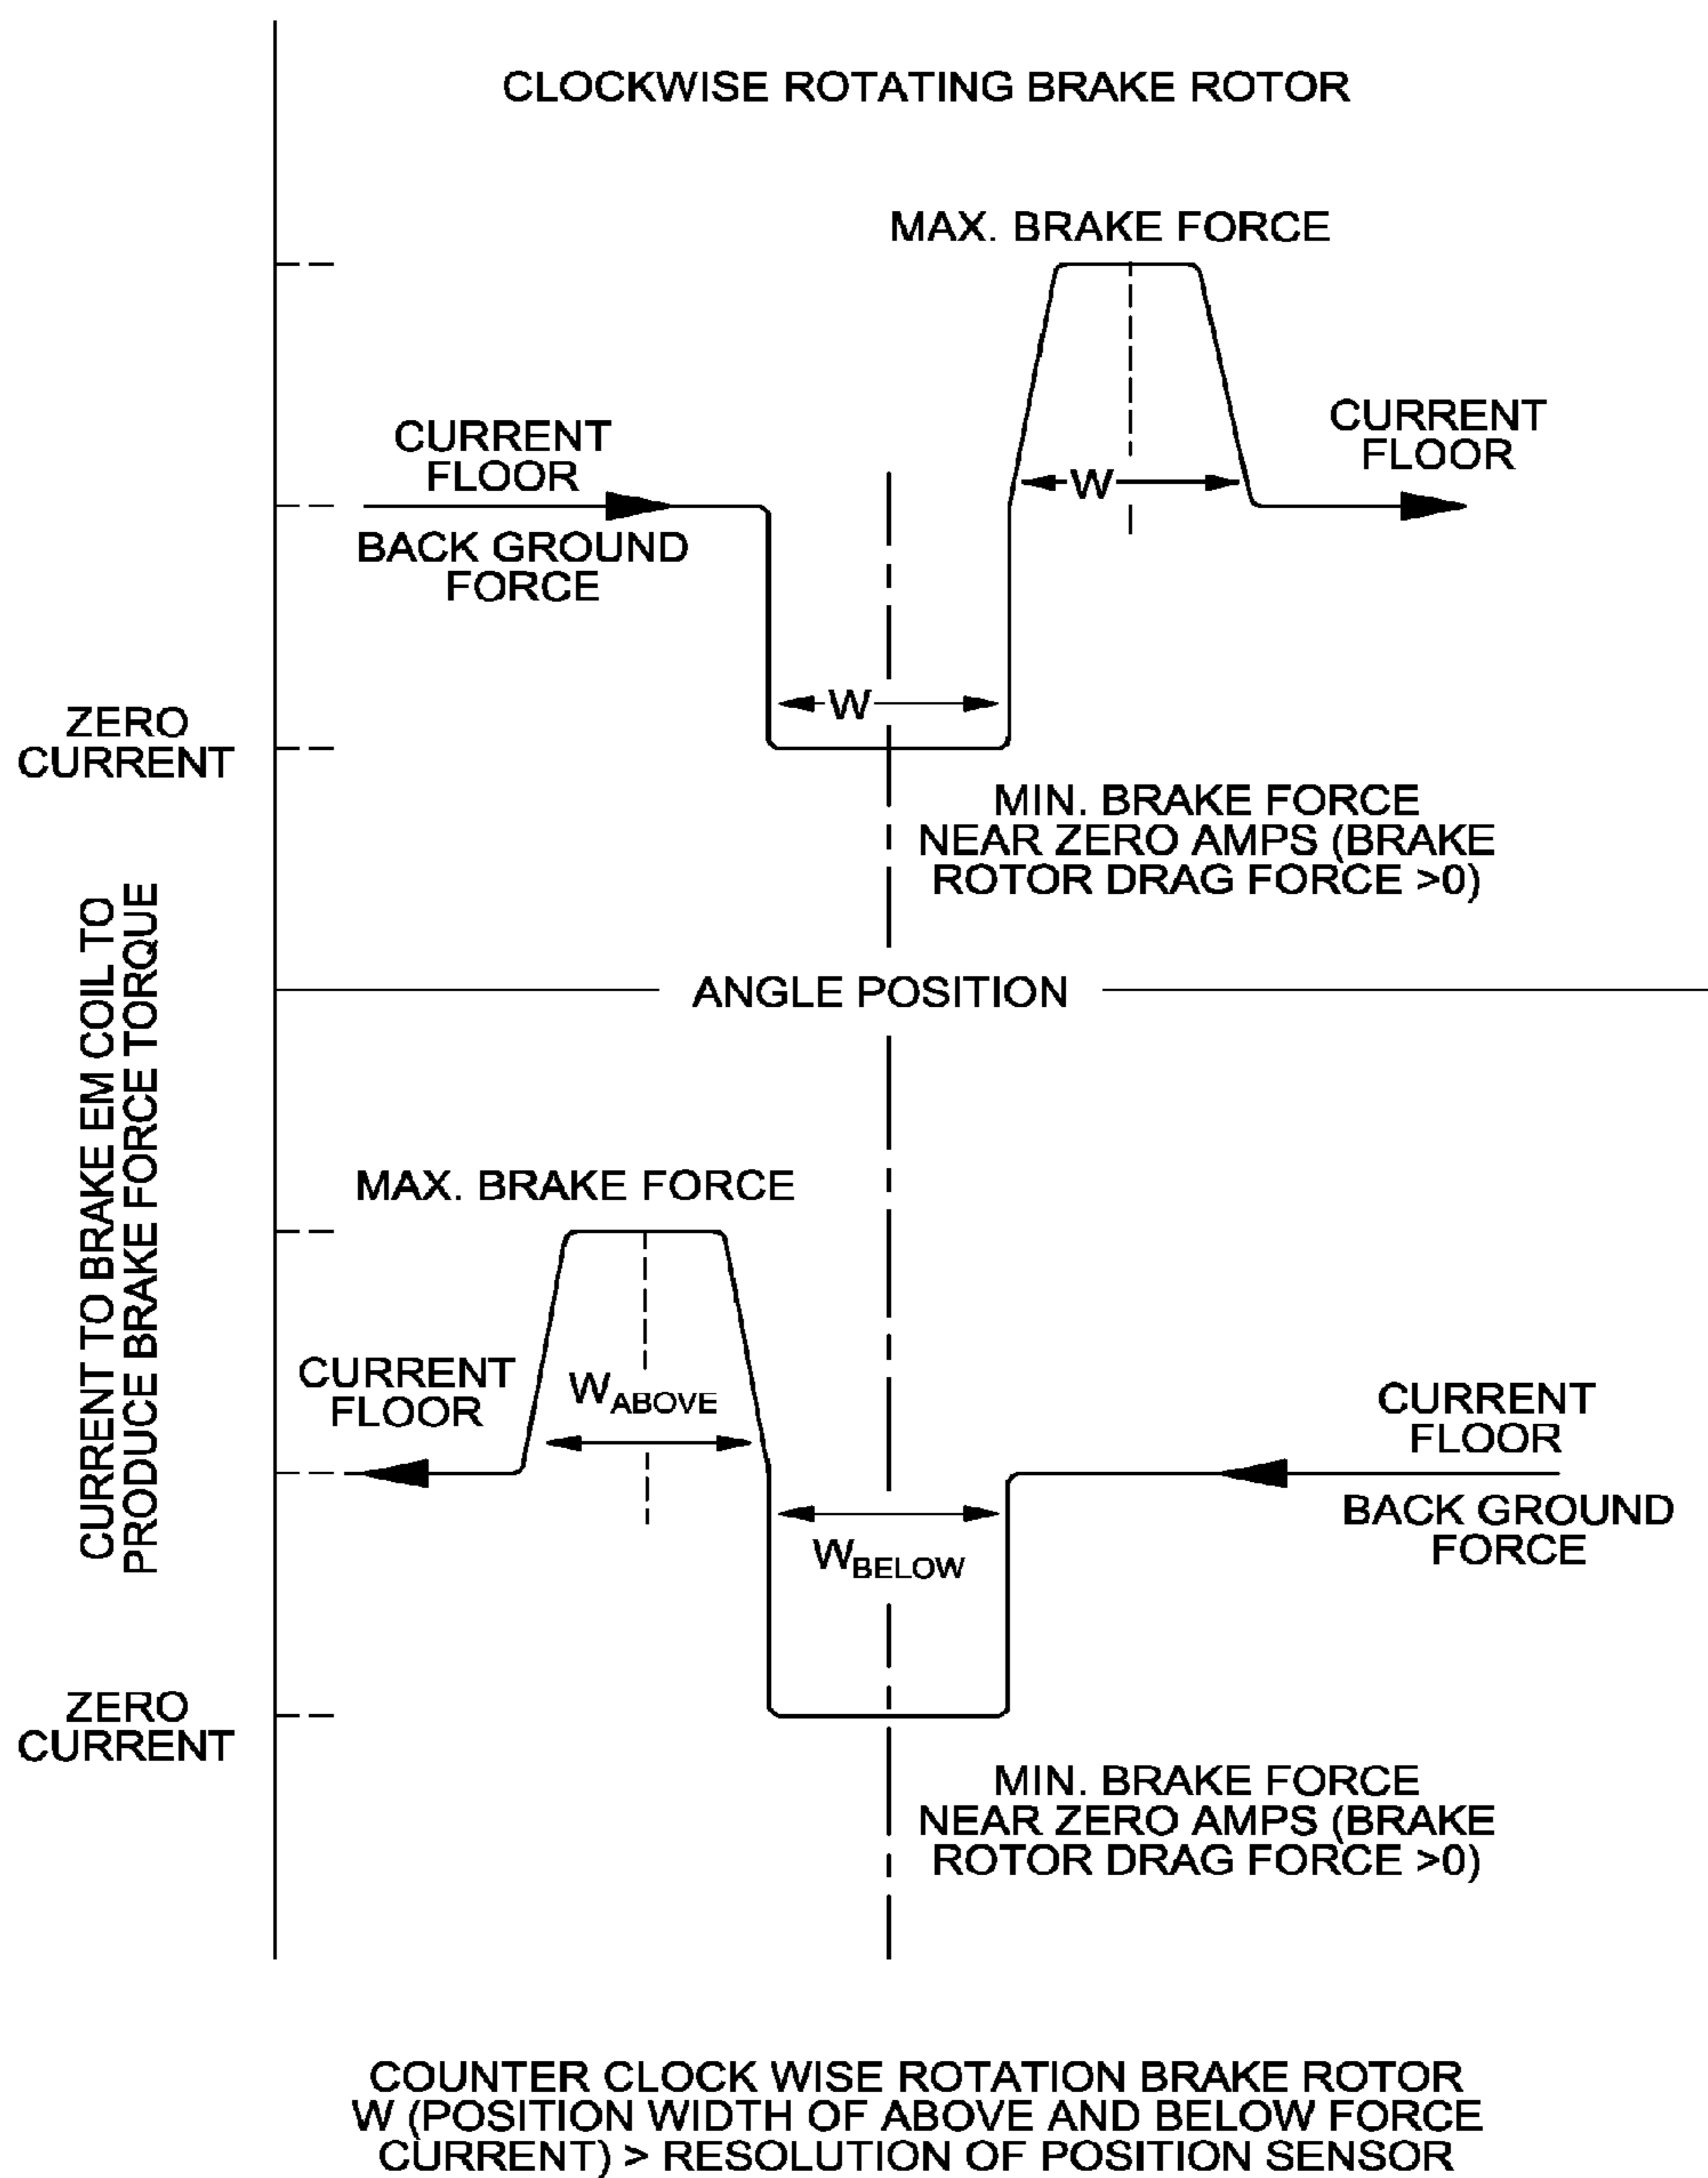 CLOCKWISE ROTATING BRAKE ROTOR
MAX. BRAKE FORCE
CURRENT
FLOOR
CURRENT
FLOOR
W
BACK GROUND
FORCE
W
ZERO
CURRENT
MIN. BRAKE FORCE
NEAR ZERO AMPS (BRAKE
ROTOR DRAG FORCE >0)
CURRENT TO BRAKE EM COIL TO
PRODUCE BRAKE FORCE TORQUE
ANGLE POSITION
MAX. BRAKE FORCE
CURRENT
FLOOR
WABOVE
CURRENT
FLOOR
BACK GROUND
FORCE
WBELOW
ZERO
CURRENT
MIN. BRAKE FORCE
NEAR ZERO AMPS (BRAKE
ROTOR DRAG FORCE >0)
COUNTER CLOCK WISE ROTATION BRAKE ROTOR
W (POSITION WIDTH OF ABOVE AND BELOW FORCE
CURRENT) > RESOLUTION OF POSITION SENSOR